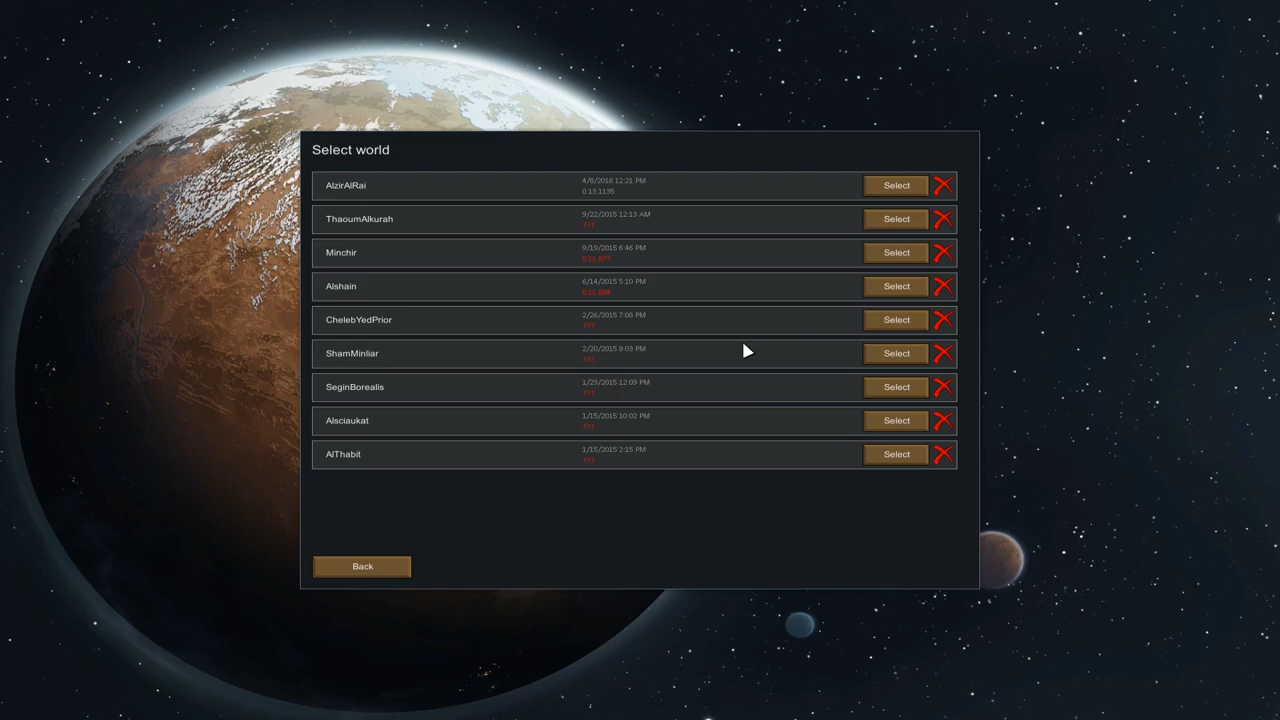 Select world
AlzirAlRai
4/8/2016 12:21 PM
0.13.1135
Select
ThaoumAlkurah
9/22/2015 12:13 AM
???
Select
Minchir
9/19/2015 6:46 PM
0.11.877
Select
Alshain
6/14/2015 5:10 PM
Select
ChelebYedPrior
2/26/2015 7:08 PM
???
Select
ShamMinliar
2/20/2015 8:03 PM
???
Select
SeginBorealis
1/23/2015 12:09 PM
???
Select
Alsciaukat
1/15/2015 10:02 PM
???
Select
AlThabit
1/15/2015 2:15 PM
???
Select
Back